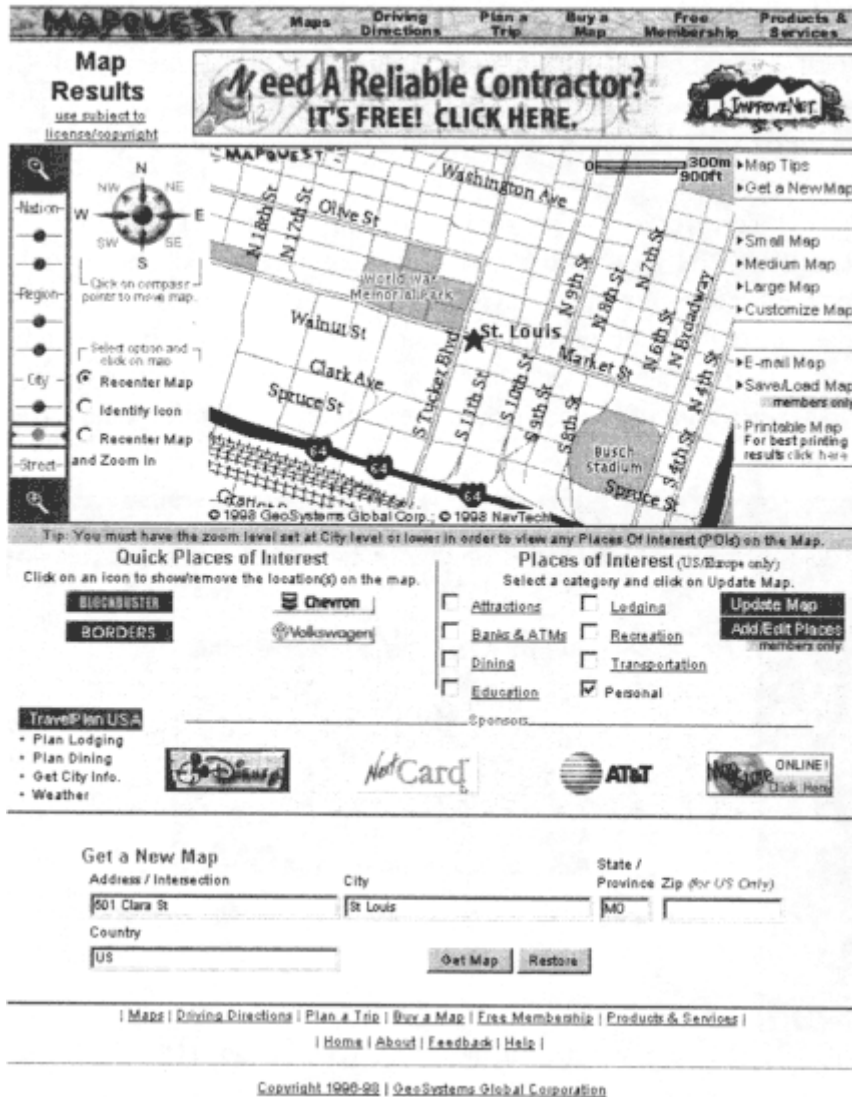 MAPQUEST
Maps
Driving Directions
Plan a Trip
Buy a Map
Free Membership
Products & Services
Map Results
use subject to
license/copyright
Need A Reliable Contractor?
IT'S FREE! CLICK HERE.
IMPROVENET
N
NE
E
SE
S
SW
W
NW
Click on compass
point to move map.
Nation
Region
City
Street
Select option and
click on map
Recenter Map
Identify Icon
Recenter Map
and Zoom In
MAPQUEST
300m
0
900ft
Washington Ave
Olive St
N 18th St
N 17th St
World War
Memorial Park
N 9th St
N 8th St
N 7th St
N 6th St
N Broadway
N 4th St
St. Louis
Walnut St
Market St
Clark Ave
Spruce St
S Tucker Blvd
S 11th St
S 10th St
S 9th St
S 8th St
Busch
Stadium
S 4th St
Spruce St
64
64
64
© 1998 GeoSystems Global Corp.; © 1998 NavTech
Map Tips
Get a New Map
Small Map
Medium Map
Large Map
Customize Map
E-mail Map
Save/Load Map
members only
Printable Map
For best printing
results click here
Tip: You must have the zoom level set at City level or lower in order to view any Places Of Interest (POIs) on the Map.
Quick Places of Interest
Click on an icon to show/remove the location(s) on the map.
BLOCKBUSTER
Chevron
BORDERS
Volkswagen
Places of Interest (US/Europe only)
Select a category and click on Update Map.
Attractions
Lodging
Update Map
Banks & ATMs
Recreation
Add/Edit Places
members only
Dining
Transportation
Education
Personal
Sponsors
TravelPlan USA
• Plan Lodging
• Plan Dining
• Get City Info.
• Weather
Next Card
AT&T
ONLINE!
Click Here
Get a New Map
Address / Intersection
City
State /
Province
Zip (for US Only)
601 Clara St
St Louis
MO
Country
US
Get Map
Restore
| Maps | Driving Directions | Plan a Trip | Buy a Map | Free Membership | Products & Services |
| Home | About | Feedback | Help |
Copyright 1996-98 | GeoSystems Global Corporation